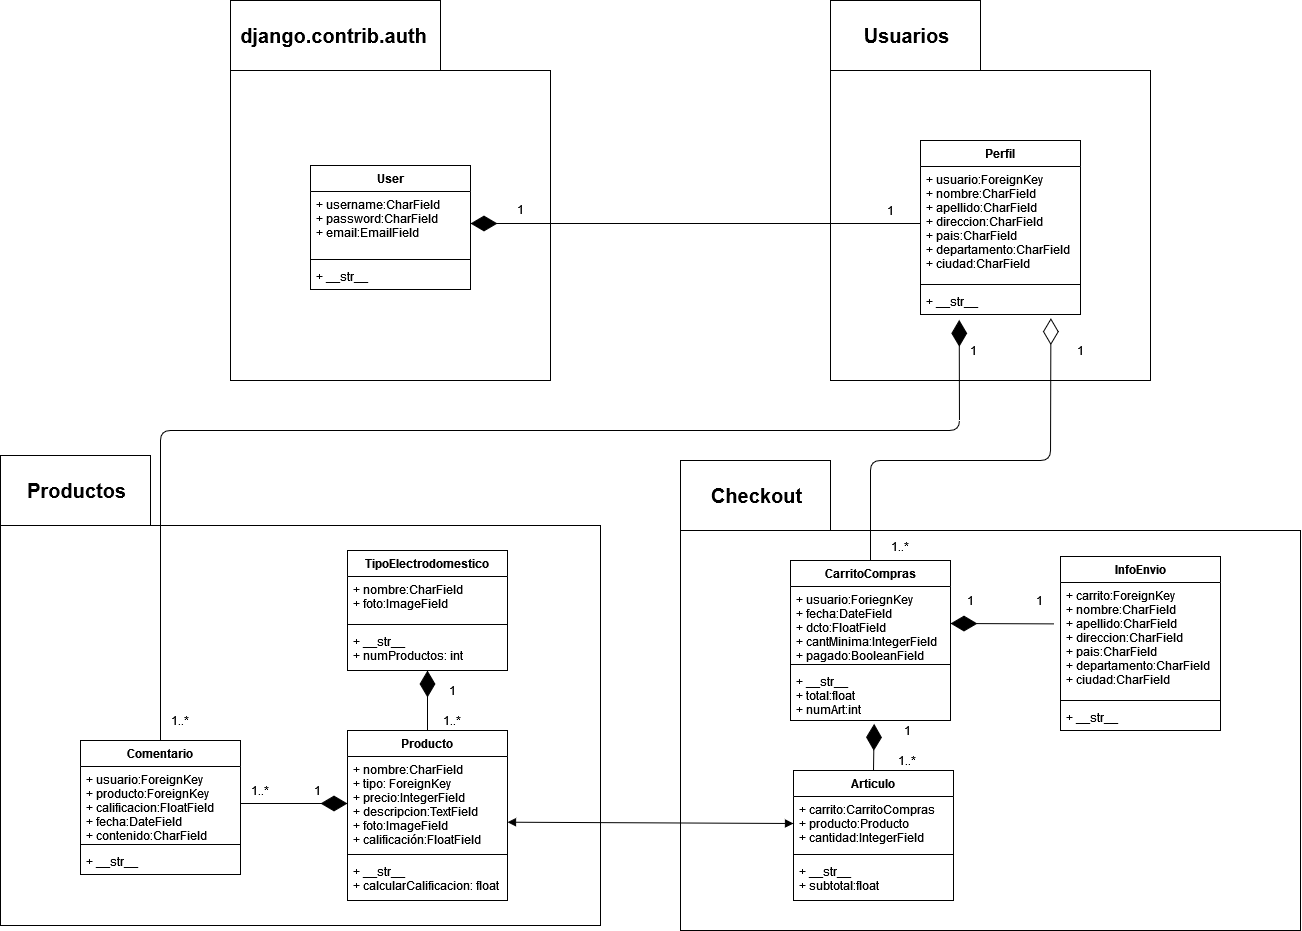 django.contrib.auth
Usuarios
User
+ username:CharField
+ password:CharField
+ email:EmailField
+ __str__
1
1
Perfil
+ usuario:ForeignKey
+ nombre:CharField
+ apellido:CharField
+ direccion:CharField
+ pais:CharField
+ departamento:CharField
+ ciudad:CharField
+ __str__
1
1
Productos
Checkout
TipoElectrodomestico
+ nombre:CharField
+ foto:ImageField
+ __str__
+ numProductos: int
1
1..*
1..*
Comentario
+ usuario:ForeignKey
+ producto:ForeignKey
+ calificacion:FloatField
+ fecha:DateField
+ contenido:CharField
+ __str__
1..*
1
Producto
+ nombre:CharField
+ tipo: ForeignKey
+ precio:IntegerField
+ descripcion:TextField
+ foto:ImageField
+ calificación:FloatField
+ __str__
+ calcularCalificacion: float
1..*
CarritoCompras
+ usuario:ForiegnKey
+ fecha:DateField
+ dcto:FloatField
+ cantMinima:IntegerField
+ pagado:BooleanField
+ __str__
+ total:float
+ numArt:int
1
1
InfoEnvio
+ carrito:ForeignKey
+ nombre:CharField
+ apellido:CharField
+ direccion:CharField
+ pais:CharField
+ departamento:CharField
+ ciudad:CharField
+ __str__
1
1..*
Articulo
+ carrito:CarritoCompras
+ producto:Producto
+ cantidad:IntegerField
+ __str__
+ subtotal:float